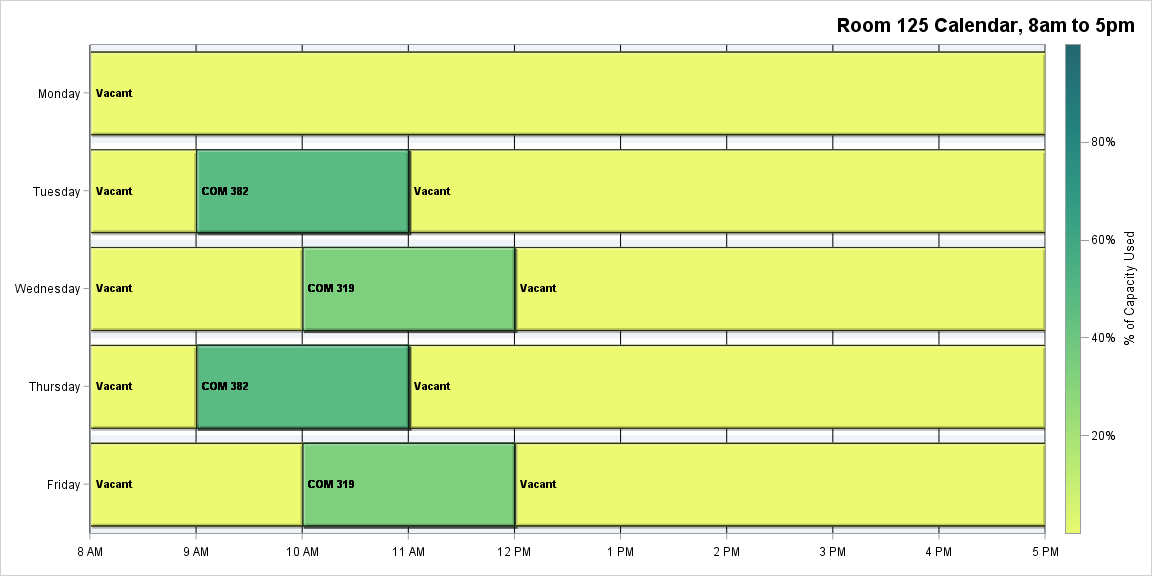 Room 125 Calendar, 8am to 5pm
Monday
Vacant
Tuesday
Vacant
COM 382
Vacant
Wednesday
Vacant
COM 319
Vacant
Thursday
Vacant
COM 382
Vacant
Friday
Vacant
COM 319
Vacant
8 AM
9 AM
10 AM
11 AM
12 PM
1 PM
2 PM
3 PM
4 PM
5 PM
80%
60%
40%
20%
% of Capacity Used